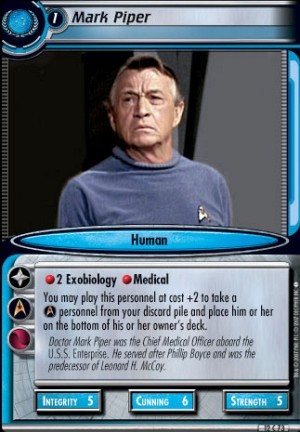 1 Mark Piper
Human
2 Exobiology Medical
You may play this personnel at cost +2 to take a
personnel from your discard pile and place him or her
on the bottom of his or her owner's deck.
Doctor Mark Piper was the Chief Medical Officer aboard the
U.S.S. Enterprise. He served after Phillip Boyce and was the
predecessor of Leonard H. McCoy.
INTEGRITY 5 CUNNING 6 STRENGTH 5